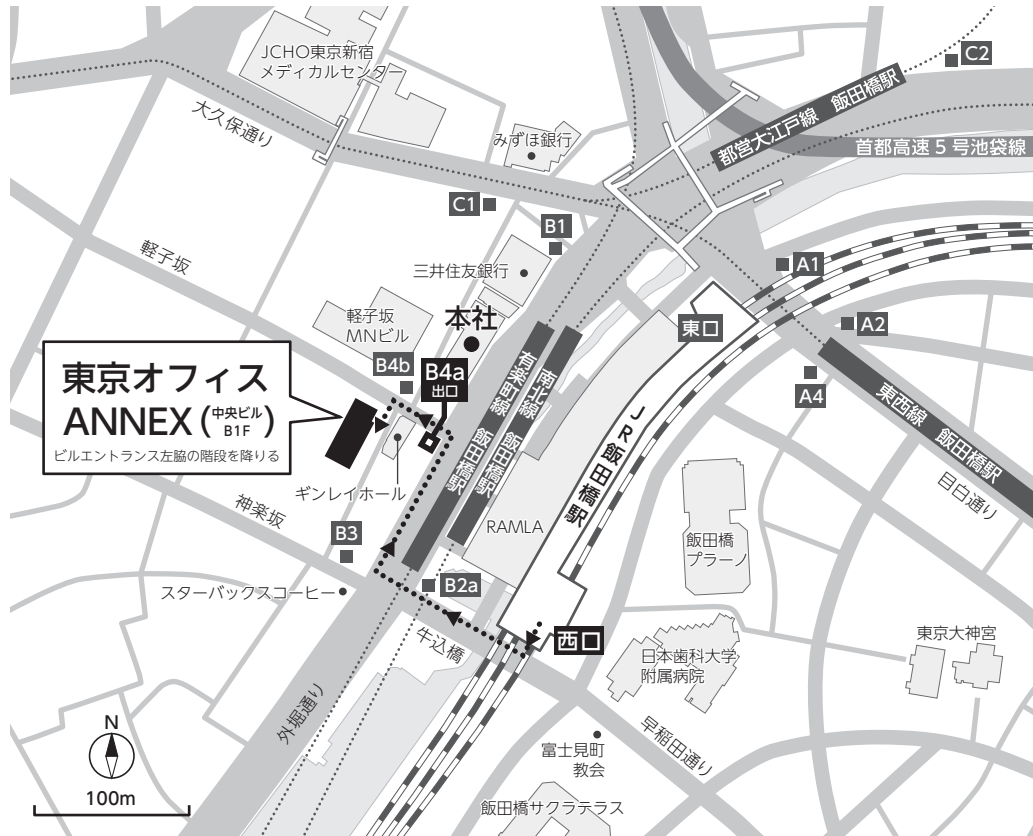 JCHO東京新宿
メディカルセンター
大久保通り
C2
都営大江戸線 飯田橋駅
首都高速5号池袋線
みずほ銀行
C1
B1
軽子坂
三井住友銀行
A1
軽子坂
MNビル
本社
東口
A2
B4b
B4a
出口
A4
東京オフィス
ANNEX(中央ビル B1F)
ビルエントランス左脇の階段を降りる
有楽町線 飯田橋駅
南北線 飯田橋駅
JR飯田橋駅
東西線 飯田橋駅
目白通り
ギンレイホール
神楽坂
RAMLA
B3
飯田橋
プラーノ
スターバックスコーヒー
B2a
牛込橋
西口
日本歯科大学
附属病院
東京大神宮
外堀通り
早稲田通り
N
100m
富士見町
教会
飯田橋サクラテラス